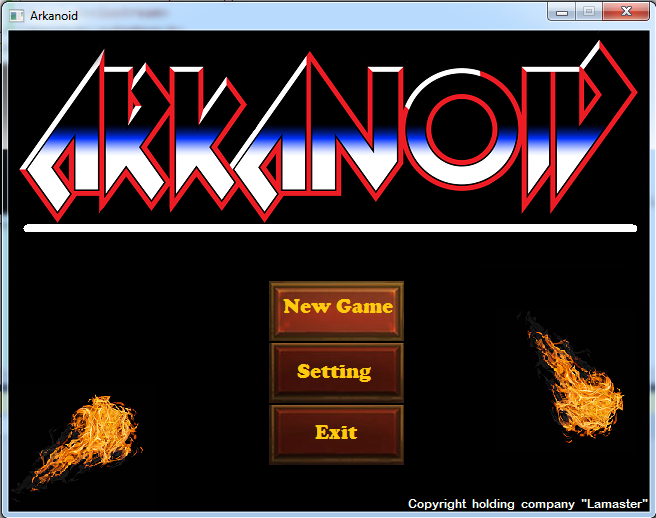 Arkanoid
ARKANOID
New Game
Setting
Exit
Copyright holding company "Lamaster"